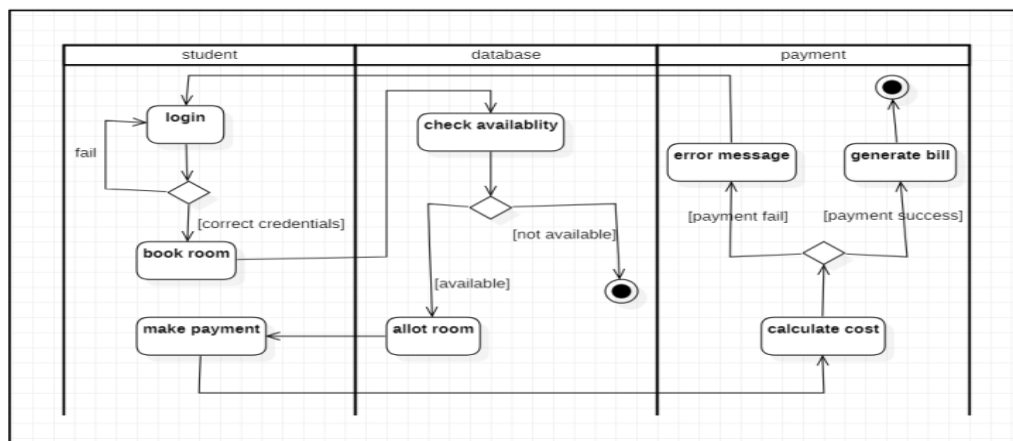 student
database
payment
login
check availablity
error message
generate bill
fail
[correct credentials]
[not available]
[payment fail]
[payment success]
book room
[available]
make payment
allot room
calculate cost